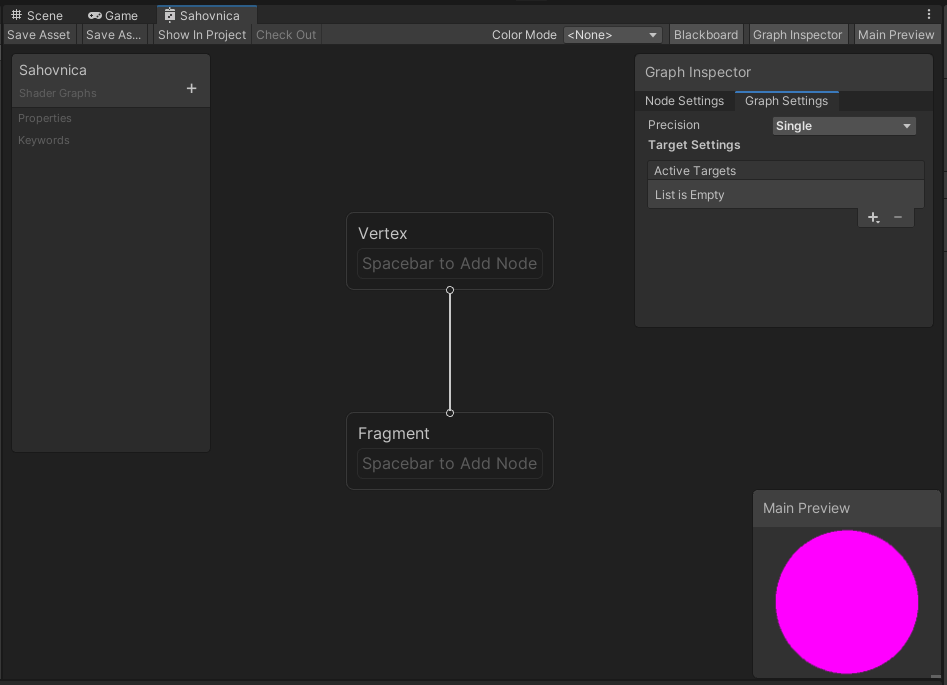 Scene Game Sahovnica
Save Asset Save As... Show In Project Check Out Color Mode <None> Blackboard Graph Inspector Main Preview
Sahovnica
Shader Graphs
Properties
Keywords
Vertex
Spacebar to Add Node
Fragment
Spacebar to Add Node
Graph Inspector
Node Settings Graph Settings
Precision Single
Target Settings
Active Targets
List is Empty
Main Preview